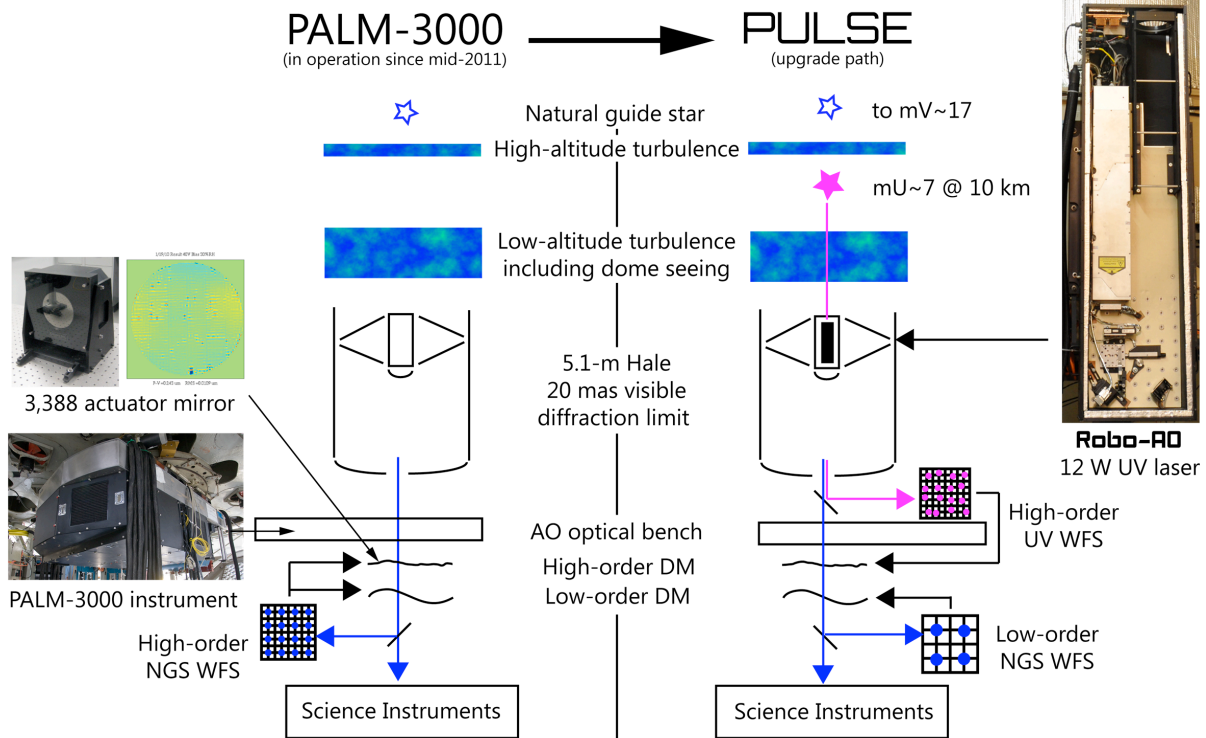 PALM-3000
(in operation since mid-2011)
PULSE
(upgrade path)
Natural guide star
to mV~17
High-altitude turbulence
mU~7 @ 10 km
Low-altitude turbulence
including dome seeing
3,388 actuator mirror
5.1-m Hale
20 mas visible
diffraction limit
Robo-AO
12 W UV laser
PALM-3000 instrument
AO optical bench
High-order DM
Low-order DM
High-order
UV WFS
High-order
NGS WFS
Low-order
NGS WFS
Science Instruments
Science Instruments